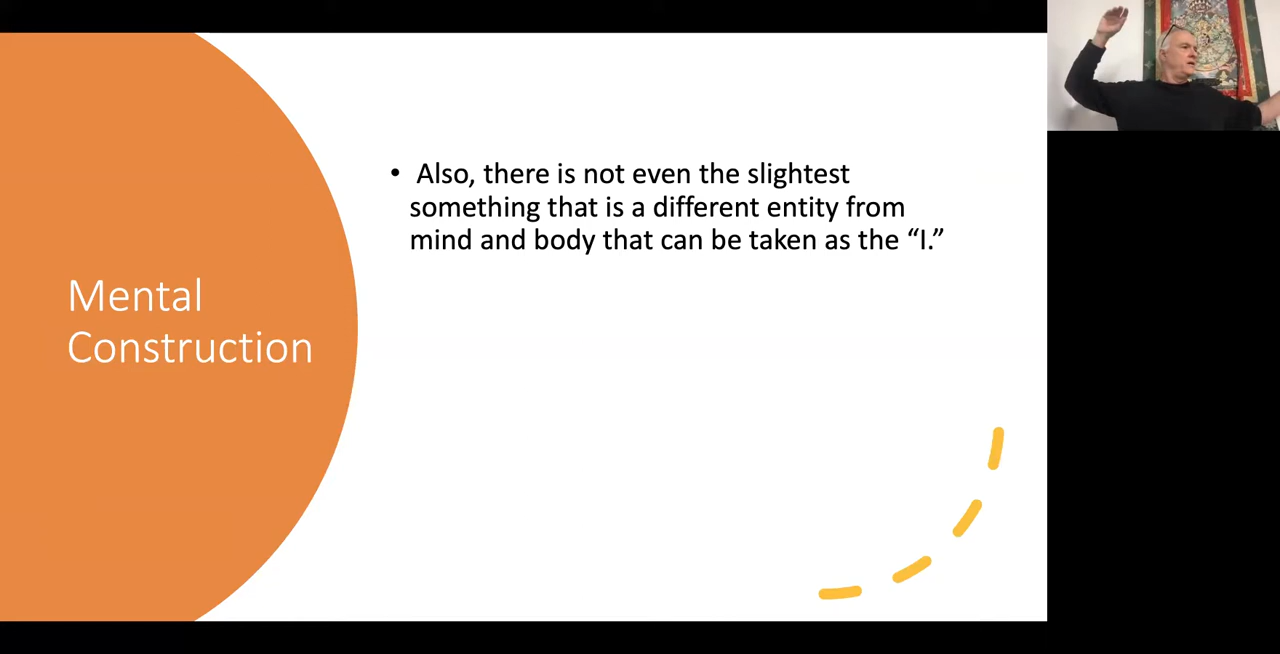 Mental
Construction
• Also, there is not even the slightest
something that is a different entity from
mind and body that can be taken as the “I.”